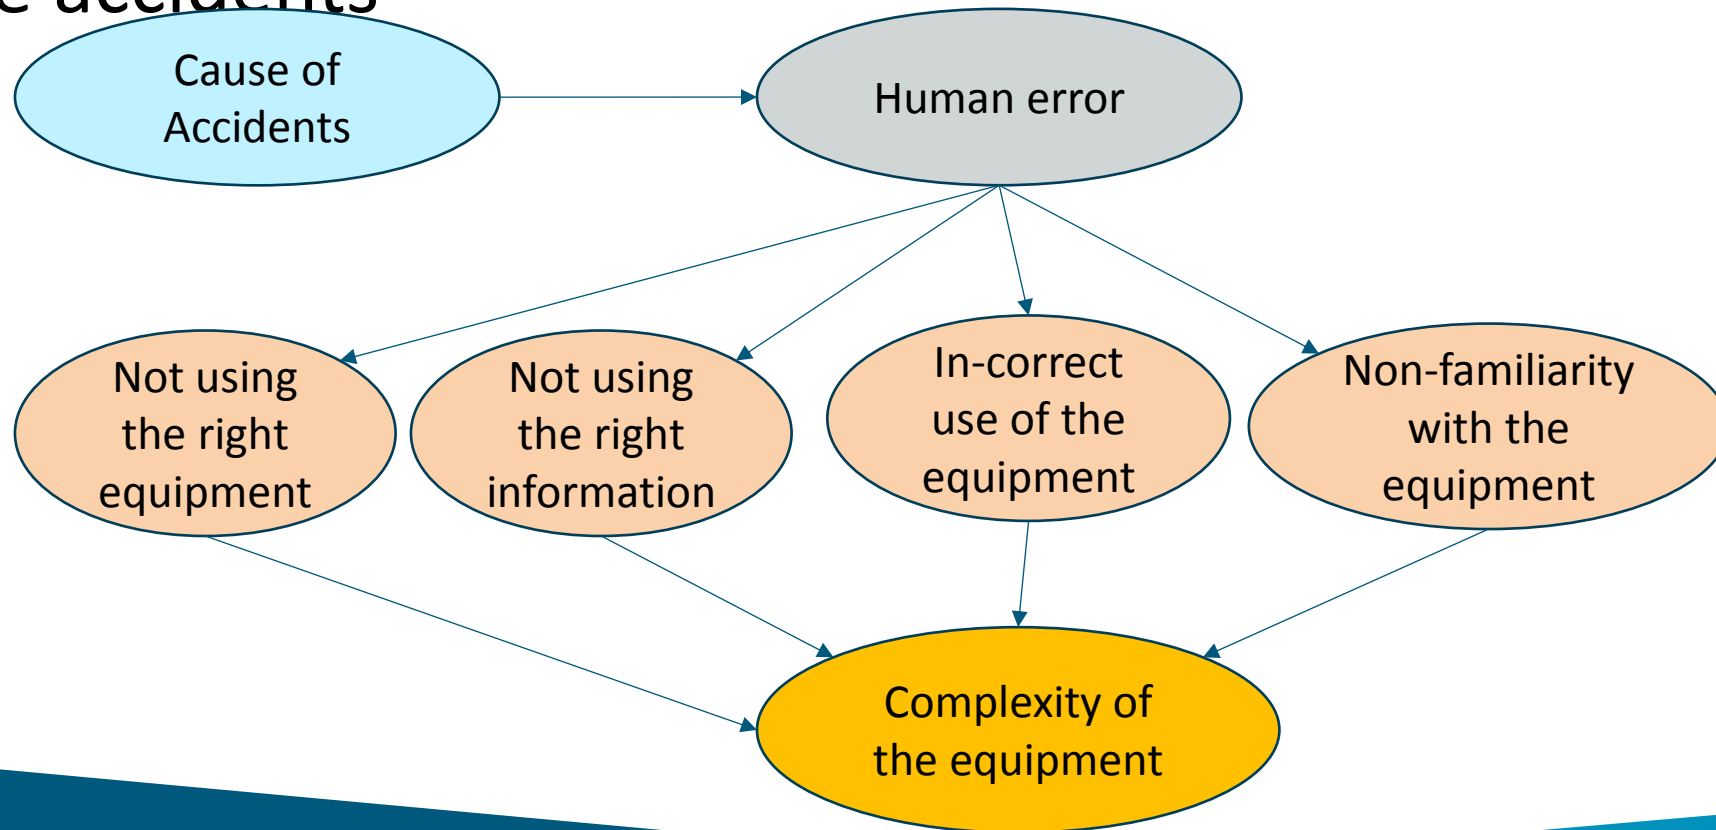 e accidents
Cause of
Accidents
Human error
Not using
the right
equipment
Not using
the right
information
In-correct
use of the
equipment
Non-familiarity
with the
equipment
Complexity of
the equipment